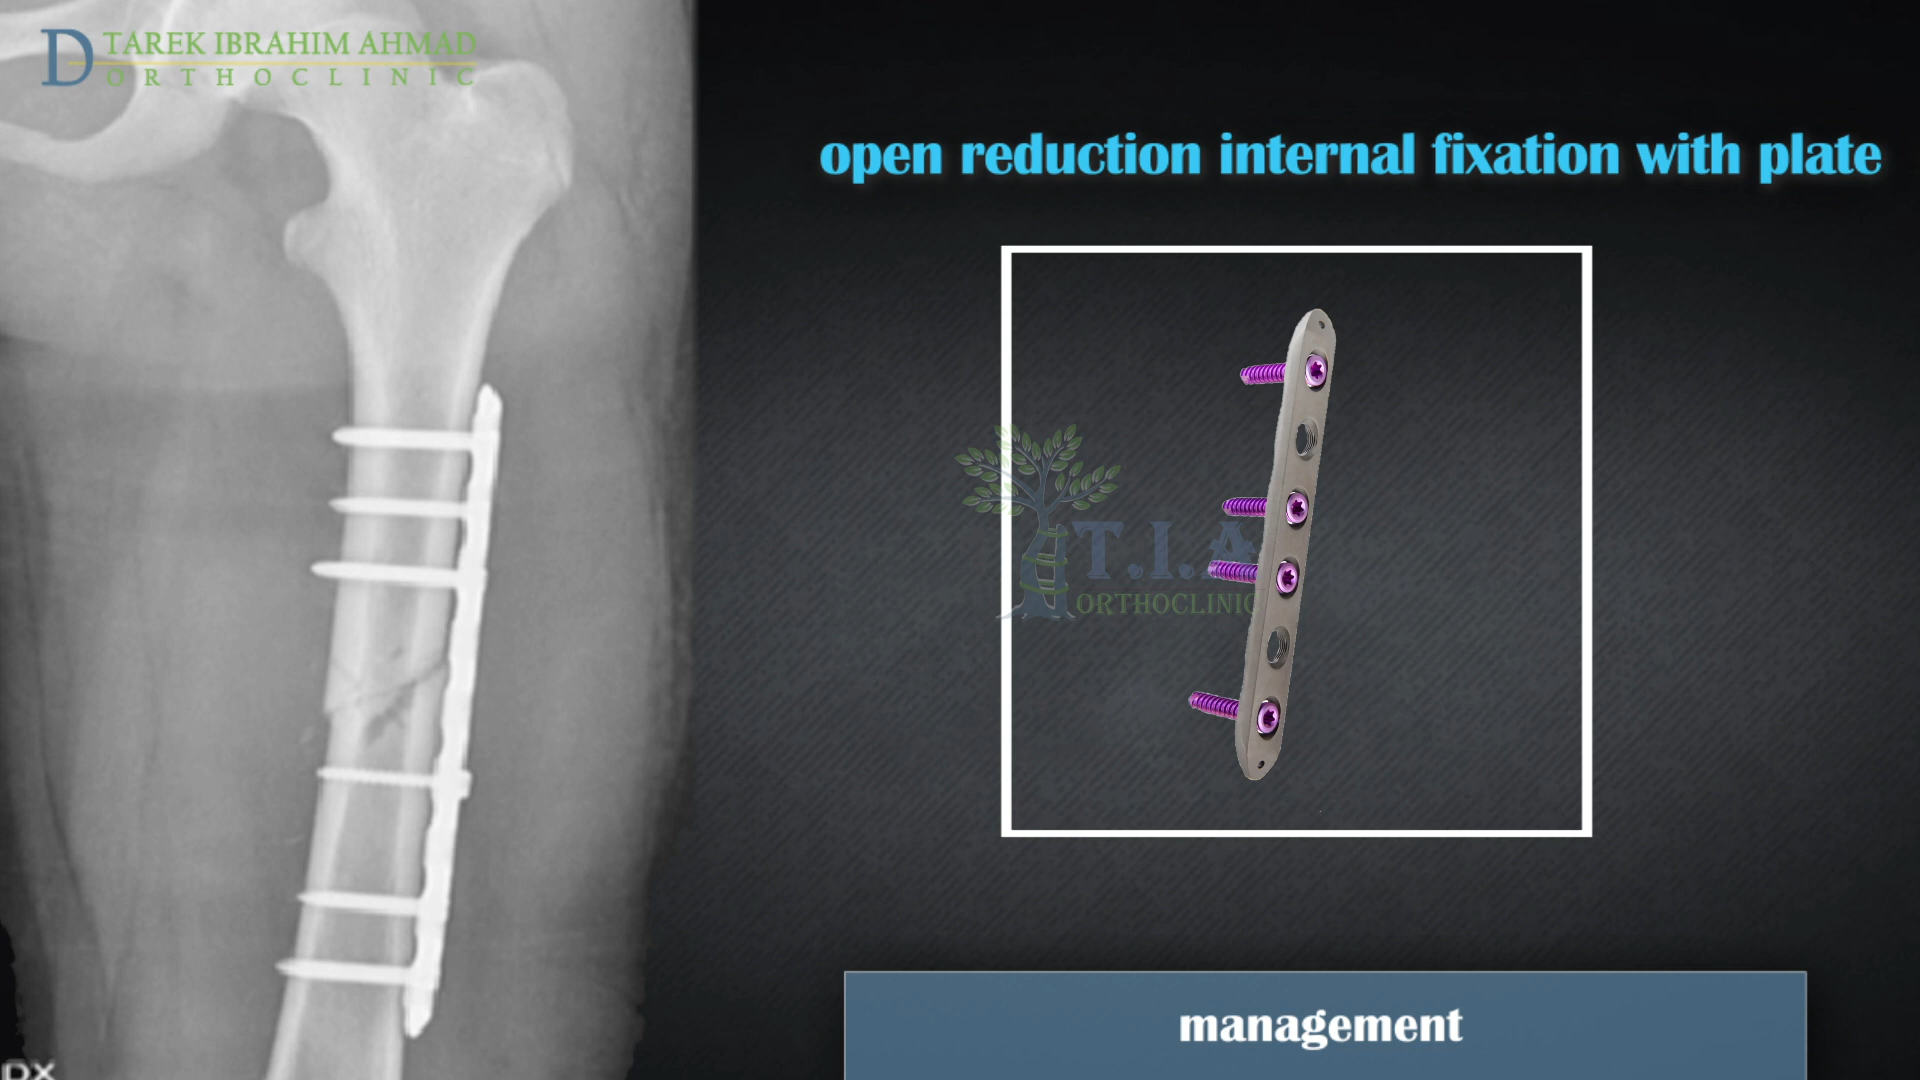 D TAREK IBRAHIM AHMAD
ORTHOCLINIC
open reduction internal fixation with plate
T.I.A
ORTHOCLINIC
management
DX